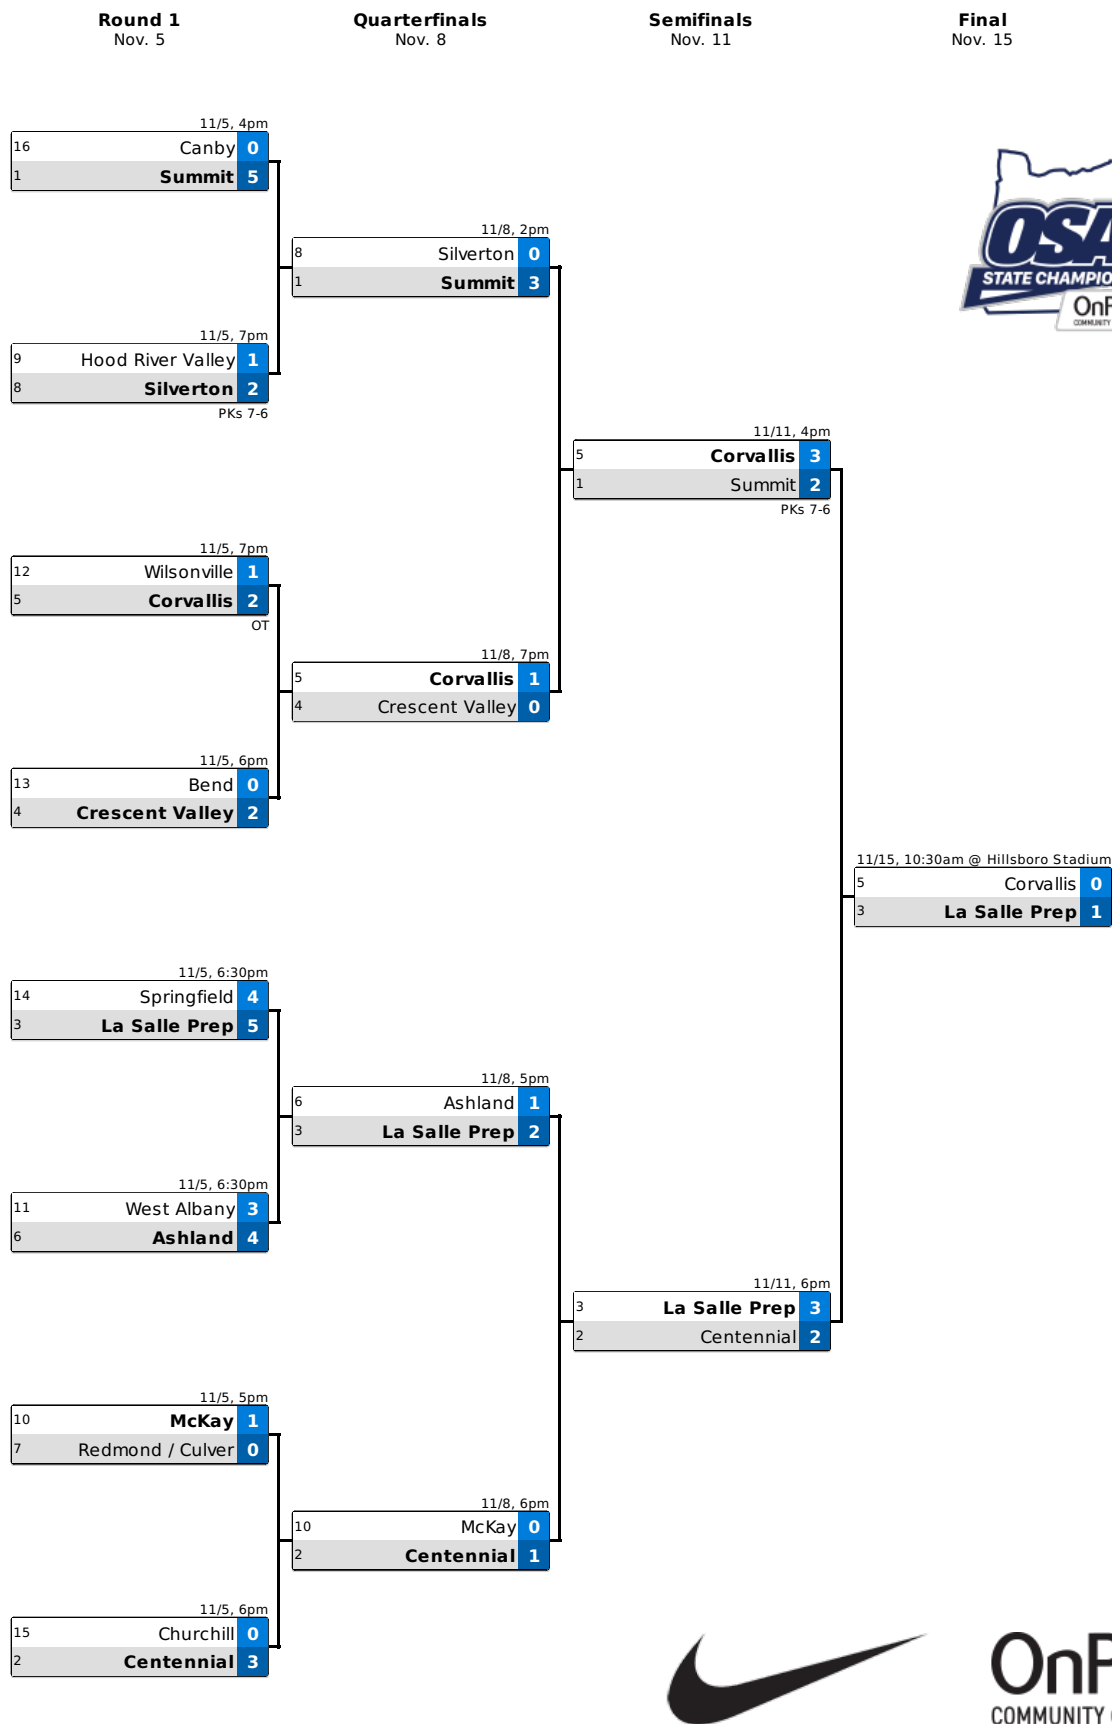 Round 1
Nov. 5
Quarterfinals
Nov. 8
Semifinals
Nov. 11
Final
Nov. 15
11/5, 4pm
16 Canby 0
1 Summit 5
11/5, 7pm
9 Hood River Valley 1
8 Silverton 2
PKs 7-6
11/5, 7pm
12 Wilsonville 1
5 Corvallis 2
OT
11/5, 6pm
13 Bend 0
4 Crescent Valley 2
11/5, 6:30pm
14 Springfield 4
3 La Salle Prep 5
11/5, 6:30pm
11 West Albany 3
6 Ashland 4
11/5, 5pm
10 McKay 1
7 Redmond / Culver 0
11/5, 6pm
15 Churchill 0
2 Centennial 3
11/8, 2pm
8 Silverton 0
1 Summit 3
11/8, 7pm
5 Corvallis 1
4 Crescent Valley 0
11/8, 5pm
6 Ashland 1
3 La Salle Prep 2
11/8, 6pm
10 McKay 0
2 Centennial 1
11/11, 4pm
5 Corvallis 3
1 Summit 2
PKs 7-6
11/11, 6pm
3 La Salle Prep 3
2 Centennial 2
11/15, 10:30am @ Hillsboro Stadium
5 Corvallis 0
3 La Salle Prep 1
OSA
STATE CHAMPIO
OnP
COMMUNITY
OnP
COMMUNITY